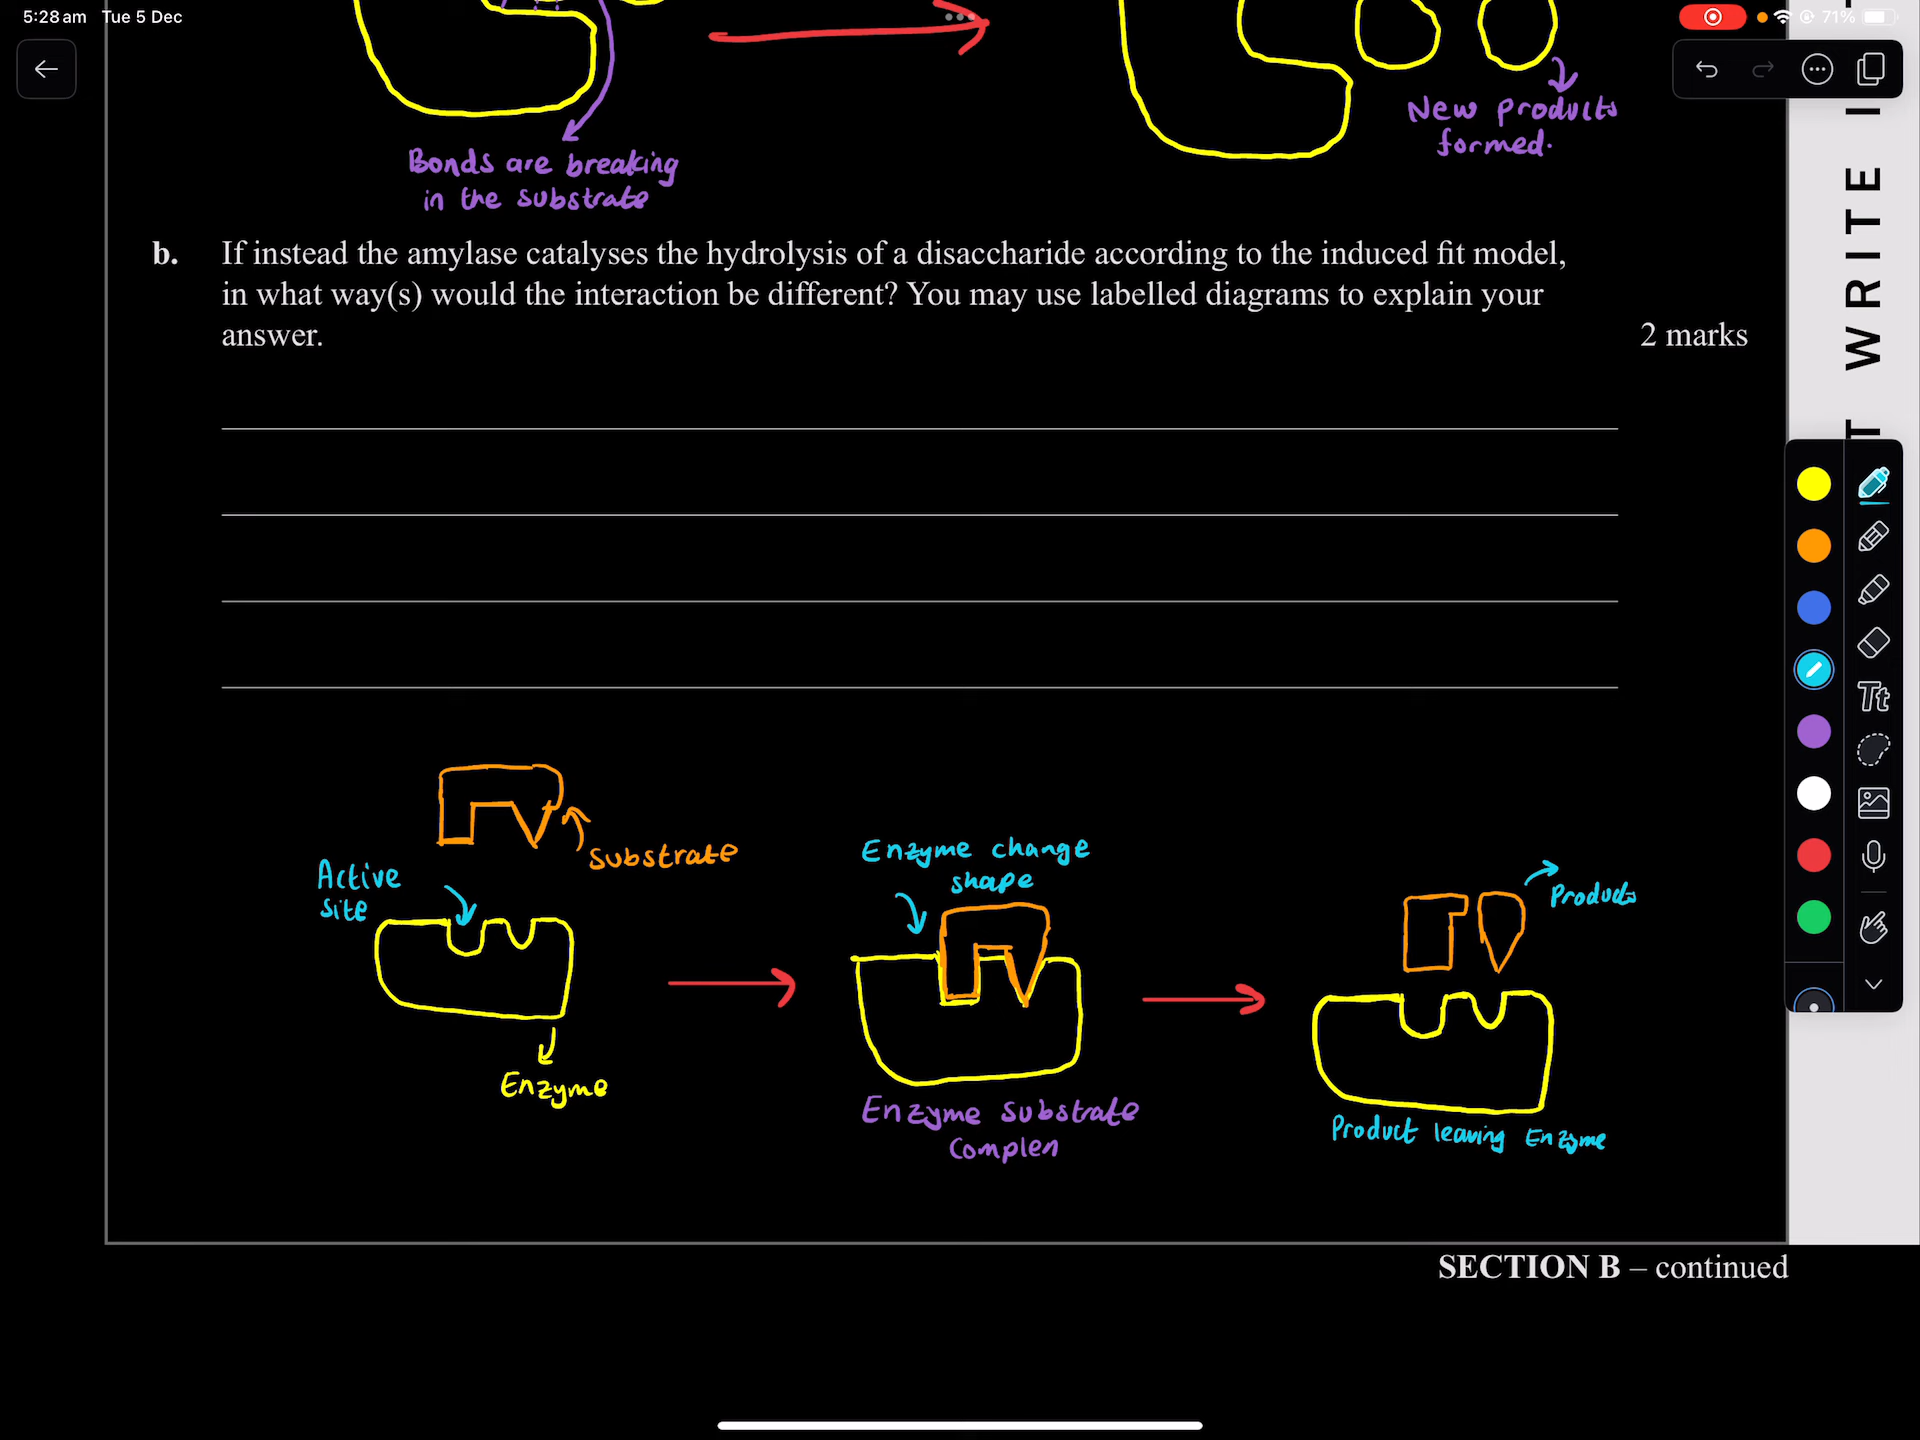 5:28 am Tue 5 Dec
71%
New products
formed.
Bonds are breaking
in the substrate
b. If instead the amylase catalyses the hydrolysis of a disaccharide according to the induced fit model,
in what way(s) would the interaction be different? You may use labelled diagrams to explain your
answer.
2 marks
T WRITE I
Tt
substrate
Active
site
Enzyme
Enzyme change
shape
Enzyme substrate
Complen
Products
Product leaving Enzyme
SECTION B – continued